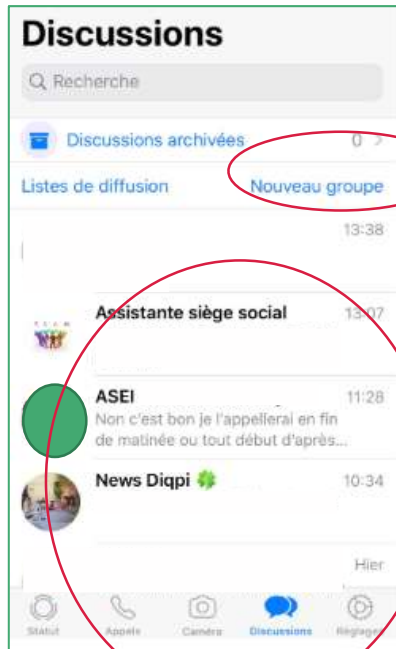 Discussions
Recherche
Discussions archivées 0
Listes de diffusion Nouveau groupe
13:38
Assistante siège social 13:07
ASEI 11:28
Non c'est bon je l'appellerai en fin
de matinée ou tout début d'après...
News Diqpi 10:34
Hier
Statut Appels Caméra Discussions Réglages